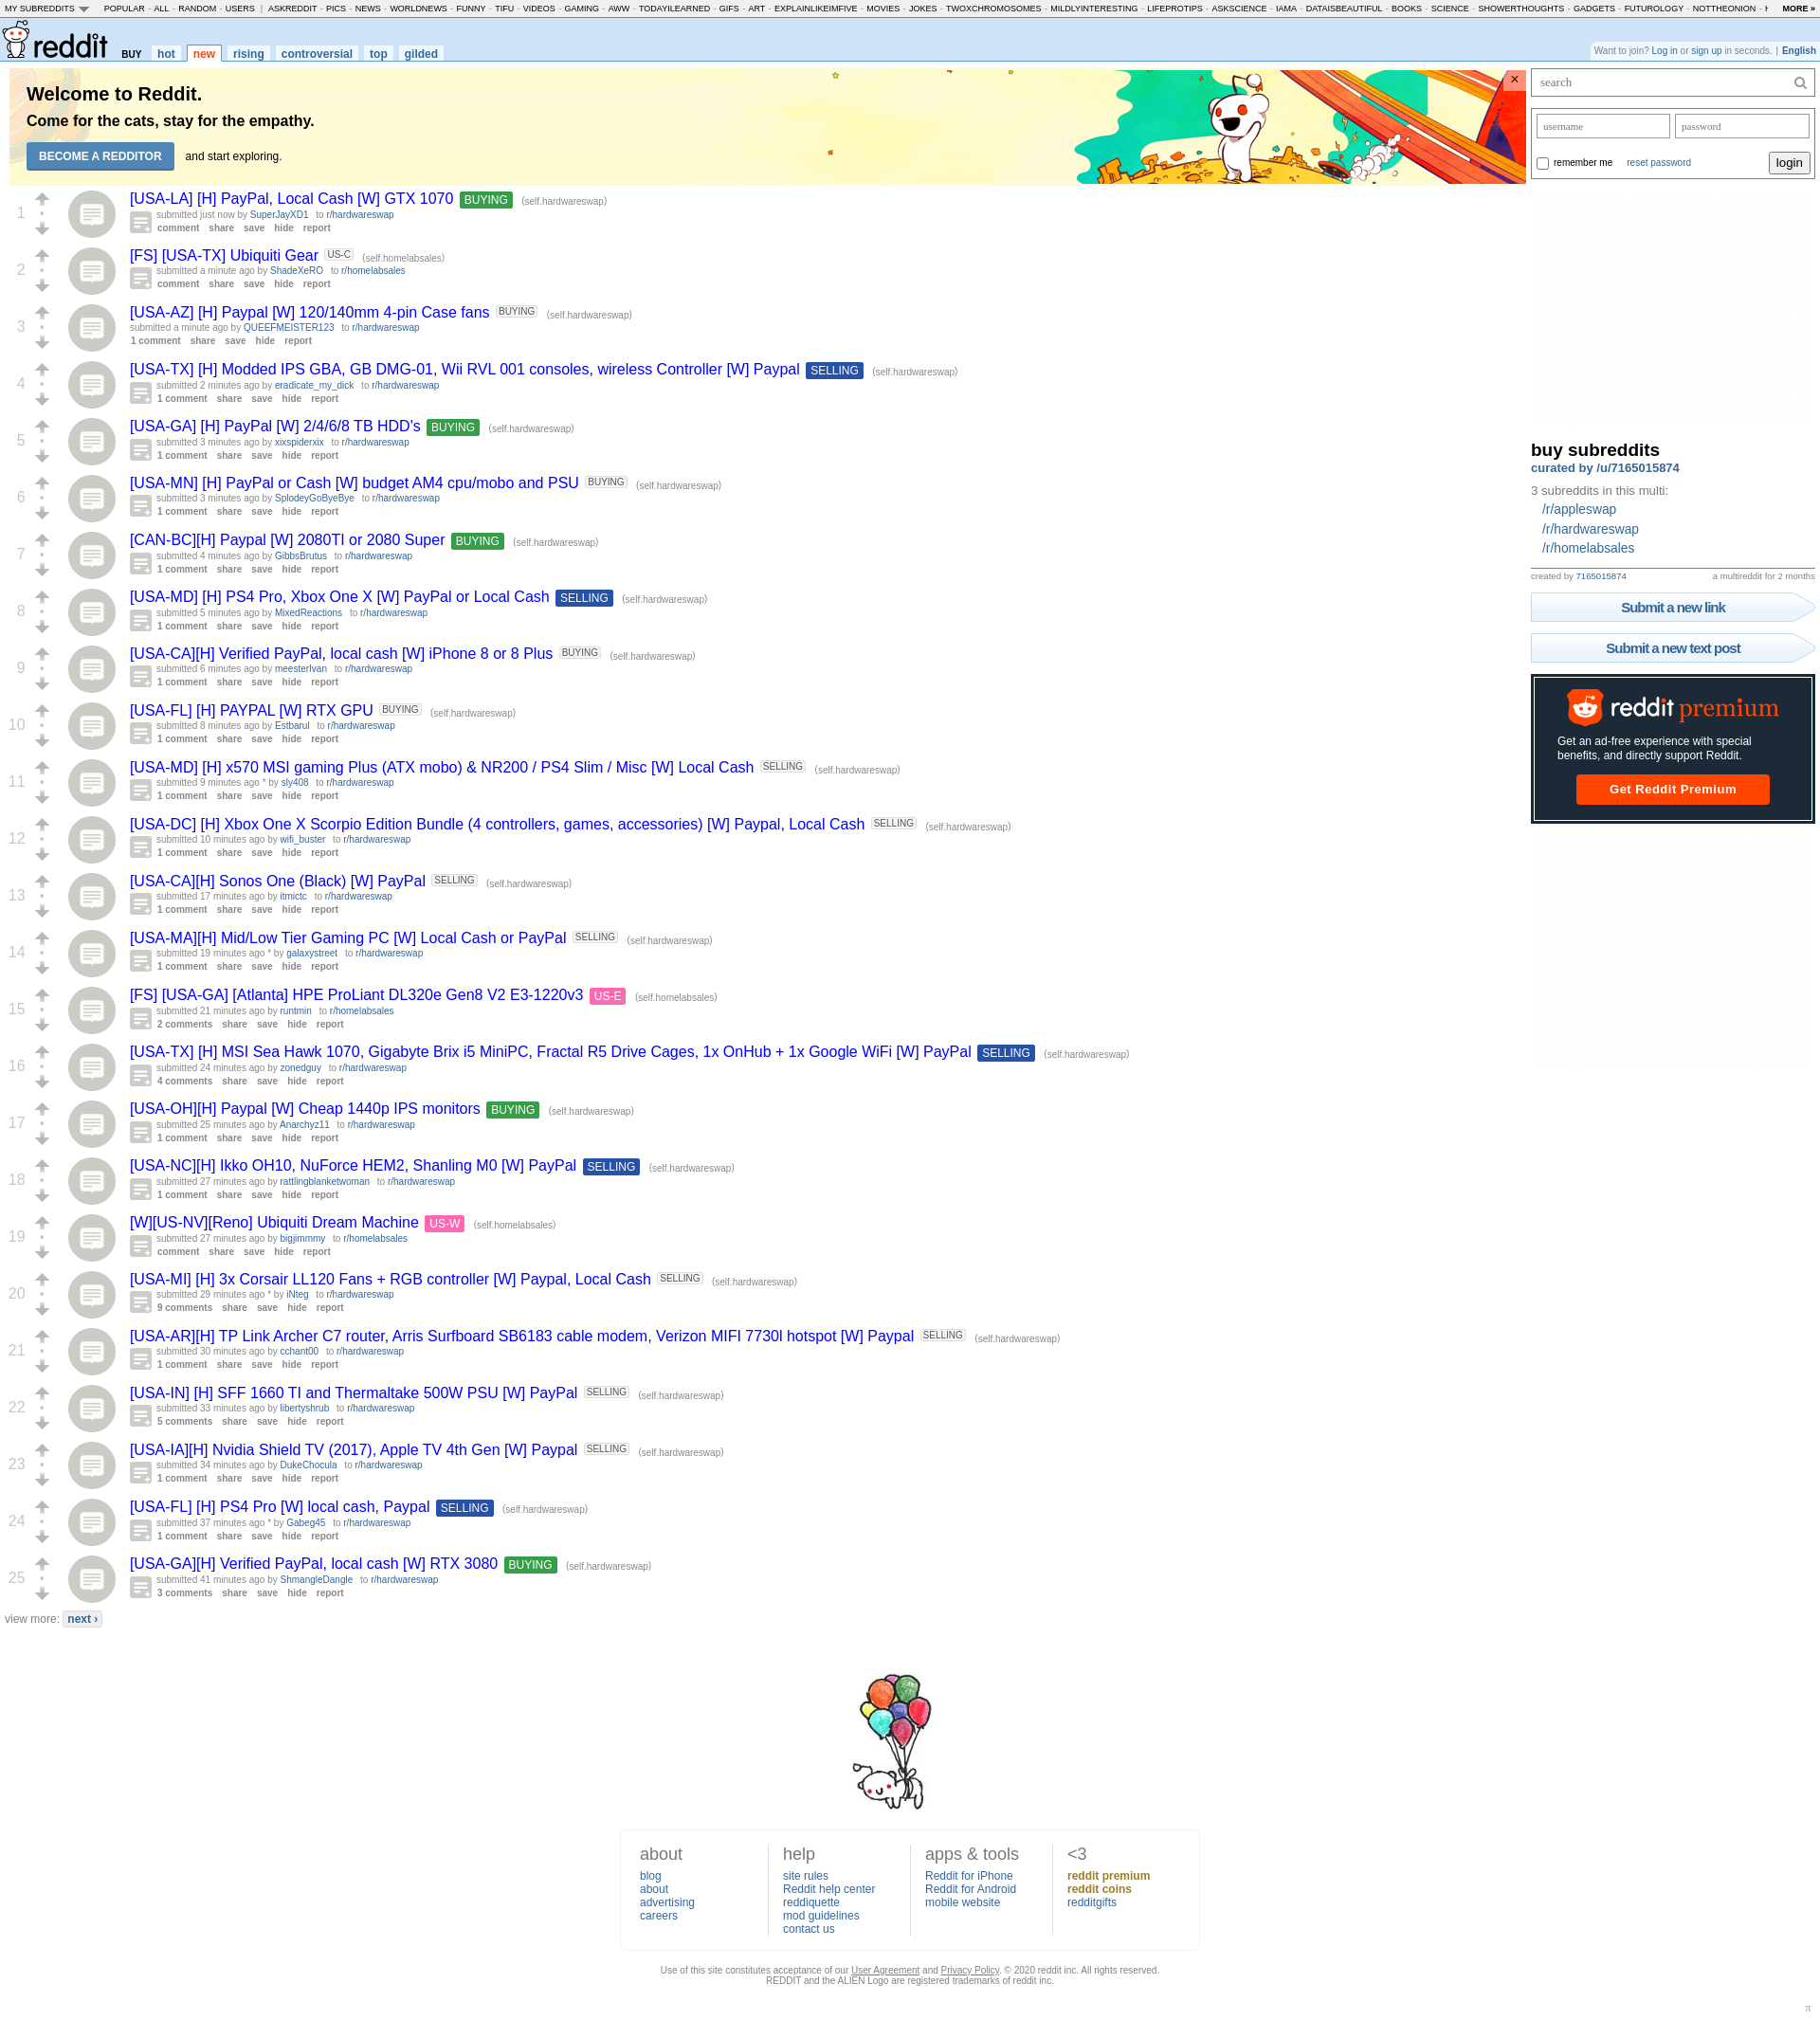 MY SUBREDDITS POPULAR - ALL - RANDOM - USERS | ASKREDDIT - PICS - NEWS - WORLDNEWS - FUNNY - TIFU - VIDEOS - GAMING - AWW - TODAYILEARNED - GIFS - ART - EXPLAINLIKEIMFIVE - MOVIES - JOKES - TWOXCHROMOSOMES - MILDLYINTERESTING - LIFEPROTIPS - ASKSCIENCE - IAMA - DATAISBEAUTIFUL - BOOKS - SCIENCE - SHOWERTHOUGHTS - GADGETS - FUTUROLOGY - NOTTHEONION - MORE »
reddit BUY hot new rising controversial top gilded
Want to join? Log in or sign up in seconds. | English
Welcome to Reddit.
Come for the cats, stay for the empathy.
BECOME A REDDITOR and start exploring.
×
search
username password
remember me reset password login
1 [USA-LA] [H] PayPal, Local Cash [W] GTX 1070 BUYING (self.hardwareswap)
submitted just now by SuperJayXD1 to r/hardwareswap
comment share save hide report
2 [FS] [USA-TX] Ubiquiti Gear US-C (self.homelabsales)
submitted a minute ago by ShadeXeRO to r/homelabsales
comment share save hide report
3 [USA-AZ] [H] Paypal [W] 120/140mm 4-pin Case fans BUYING (self.hardwareswap)
submitted a minute ago by QUEEFMEISTER123 to r/hardwareswap
1 comment share save hide report
4 [USA-TX] [H] Modded IPS GBA, GB DMG-01, Wii RVL 001 consoles, wireless Controller [W] Paypal SELLING (self.hardwareswap)
submitted 2 minutes ago by eradicate_my_dick to r/hardwareswap
1 comment share save hide report
5 [USA-GA] [H] PayPal [W] 2/4/6/8 TB HDD's BUYING (self.hardwareswap)
submitted 3 minutes ago by xixspiderxix to r/hardwareswap
1 comment share save hide report
6 [USA-MN] [H] PayPal or Cash [W] budget AM4 cpu/mobo and PSU BUYING (self.hardwareswap)
submitted 3 minutes ago by SplodeyGoByeBye to r/hardwareswap
1 comment share save hide report
7 [CAN-BC][H] Paypal [W] 2080TI or 2080 Super BUYING (self.hardwareswap)
submitted 4 minutes ago by GibbsBrutus to r/hardwareswap
1 comment share save hide report
8 [USA-MD] [H] PS4 Pro, Xbox One X [W] PayPal or Local Cash SELLING (self.hardwareswap)
submitted 5 minutes ago by MixedReactions to r/hardwareswap
1 comment share save hide report
9 [USA-CA][H] Verified PayPal, local cash [W] iPhone 8 or 8 Plus BUYING (self.hardwareswap)
submitted 6 minutes ago by meesterIvan to r/hardwareswap
1 comment share save hide report
10 [USA-FL] [H] PAYPAL [W] RTX GPU BUYING (self.hardwareswap)
submitted 8 minutes ago by Estbarul to r/hardwareswap
1 comment share save hide report
11 [USA-MD] [H] x570 MSI gaming Plus (ATX mobo) & NR200 / PS4 Slim / Misc [W] Local Cash SELLING (self.hardwareswap)
submitted 9 minutes ago * by sly408 to r/hardwareswap
1 comment share save hide report
12 [USA-DC] [H] Xbox One X Scorpio Edition Bundle (4 controllers, games, accessories) [W] Paypal, Local Cash SELLING (self.hardwareswap)
submitted 10 minutes ago by wifi_buster to r/hardwareswap
1 comment share save hide report
13 [USA-CA][H] Sonos One (Black) [W] PayPal SELLING (self.hardwareswap)
submitted 17 minutes ago by itmictc to r/hardwareswap
1 comment share save hide report
14 [USA-MA][H] Mid/Low Tier Gaming PC [W] Local Cash or PayPal SELLING (self.hardwareswap)
submitted 19 minutes ago * by galaxystreet to r/hardwareswap
1 comment share save hide report
15 [FS] [USA-GA] [Atlanta] HPE ProLiant DL320e Gen8 V2 E3-1220v3 US-E (self.homelabsales)
submitted 21 minutes ago by runtmin to r/homelabsales
2 comments share save hide report
16 [USA-TX] [H] MSI Sea Hawk 1070, Gigabyte Brix i5 MiniPC, Fractal R5 Drive Cages, 1x OnHub + 1x Google WiFi [W] PayPal SELLING (self.hardwareswap)
submitted 24 minutes ago by zonedguy to r/hardwareswap
4 comments share save hide report
17 [USA-OH][H] Paypal [W] Cheap 1440p IPS monitors BUYING (self.hardwareswap)
submitted 25 minutes ago by Anarchyz11 to r/hardwareswap
1 comment share save hide report
18 [USA-NC][H] Ikko OH10, NuForce HEM2, Shanling M0 [W] PayPal SELLING (self.hardwareswap)
submitted 27 minutes ago by rattlingblanketwoman to r/hardwareswap
1 comment share save hide report
19 [W][US-NV][Reno] Ubiquiti Dream Machine US-W (self.homelabsales)
submitted 27 minutes ago by bigjimmmy to r/homelabsales
comment share save hide report
20 [USA-MI] [H] 3x Corsair LL120 Fans + RGB controller [W] Paypal, Local Cash SELLING (self.hardwareswap)
submitted 29 minutes ago * by iNteg to r/hardwareswap
9 comments share save hide report
21 [USA-AR][H] TP Link Archer C7 router, Arris Surfboard SB6183 cable modem, Verizon MIFI 7730l hotspot [W] Paypal SELLING (self.hardwareswap)
submitted 30 minutes ago by cchant00 to r/hardwareswap
1 comment share save hide report
22 [USA-IN] [H] SFF 1660 TI and Thermaltake 500W PSU [W] PayPal SELLING (self.hardwareswap)
submitted 33 minutes ago by libertyshrub to r/hardwareswap
5 comments share save hide report
23 [USA-IA][H] Nvidia Shield TV (2017), Apple TV 4th Gen [W] Paypal SELLING (self.hardwareswap)
submitted 34 minutes ago by DukeChocula to r/hardwareswap
1 comment share save hide report
24 [USA-FL] [H] PS4 Pro [W] local cash, Paypal SELLING (self.hardwareswap)
submitted 37 minutes ago * by Gabeg45 to r/hardwareswap
1 comment share save hide report
25 [USA-GA][H] Verified PayPal, local cash [W] RTX 3080 BUYING (self.hardwareswap)
submitted 41 minutes ago by ShmangleDangle to r/hardwareswap
3 comments share save hide report
view more: next ›
buy subreddits
curated by /u/7165015874
3 subreddits in this multi:
/r/appleswap
/r/hardwareswap
/r/homelabsales
created by 7165015874 a multireddit for 2 months
Submit a new link
Submit a new text post
reddit premium
Get an ad-free experience with special
benefits, and directly support Reddit.
Get Reddit Premium
about
blog
about
advertising
careers
help
site rules
Reddit help center
reddiquette
mod guidelines
contact us
apps & tools
Reddit for iPhone
Reddit for Android
mobile website
<3
reddit premium
reddit coins
redditgifts
Use of this site constitutes acceptance of our User Agreement and Privacy Policy. © 2020 reddit inc. All rights reserved.
REDDIT and the ALIEN Logo are registered trademarks of reddit inc.
π